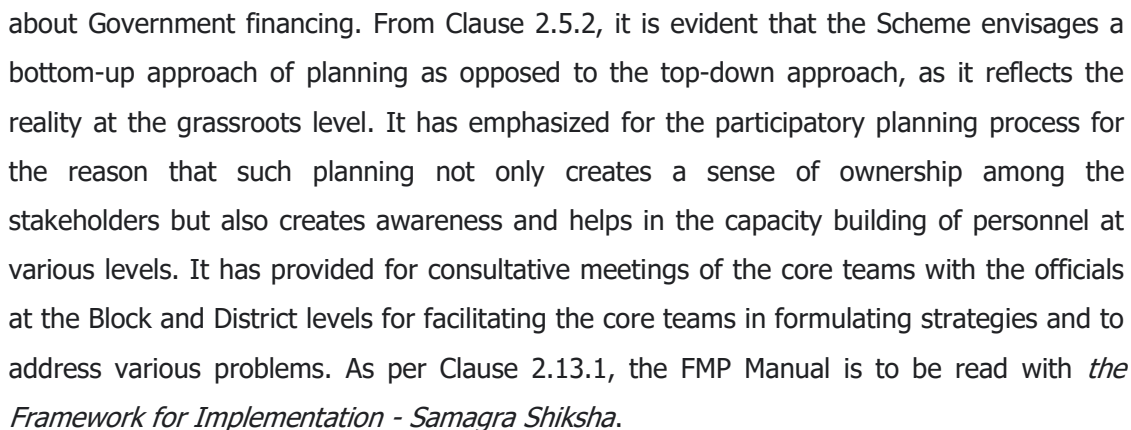 about Government financing. From Clause 2.5.2, it is evident that the Scheme envisages a
bottom-up approach of planning as opposed to the top-down approach, as it reflects the
reality at the grassroots level. It has emphasized for the participatory planning process for
the reason that such planning not only creates a sense of ownership among the
stakeholders but also creates awareness and helps in the capacity building of personnel at
various levels. It has provided for consultative meetings of the core teams with the officials
at the Block and District levels for facilitating the core teams in formulating strategies and to
address various problems. As per Clause 2.13.1, the FMP Manual is to be read with the
Framework for Implementation - Samagra Shiksha.